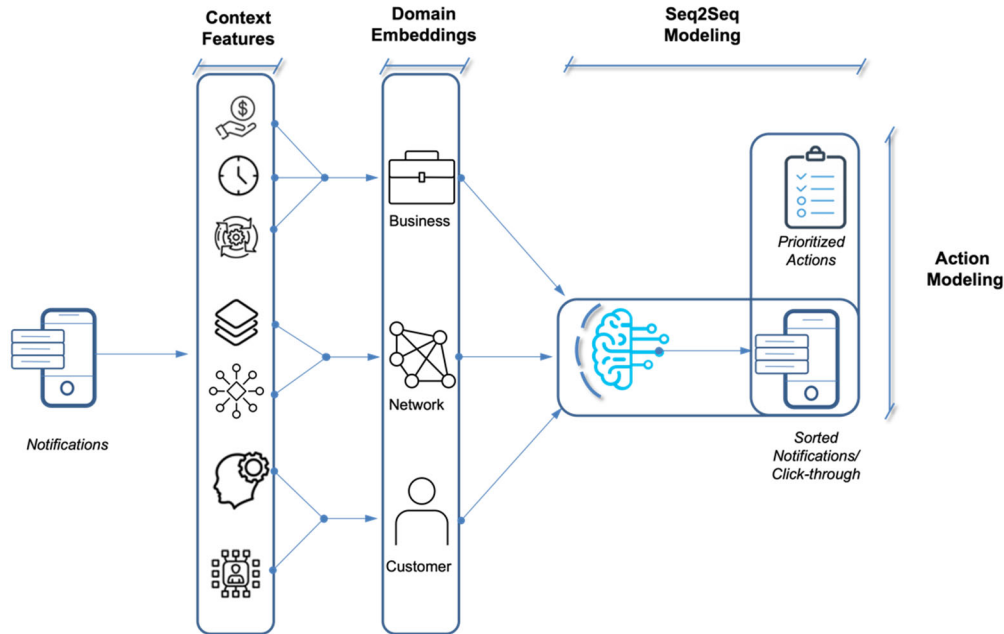 Context
Features
Domain
Embeddings
Seq2Seq
Modeling
$
Business
Prioritized
Actions
Action
Modeling
Network
Notifications
Sorted
Notifications/
Click-through
Customer